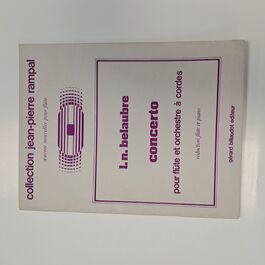 collection jean-pierre rampal
œuvres nouvelles pour flûte
l.n. belaubre
concerto
pour flûte et orchestre à cordes
réduction flûte et piano
gérard billaudot éditeur